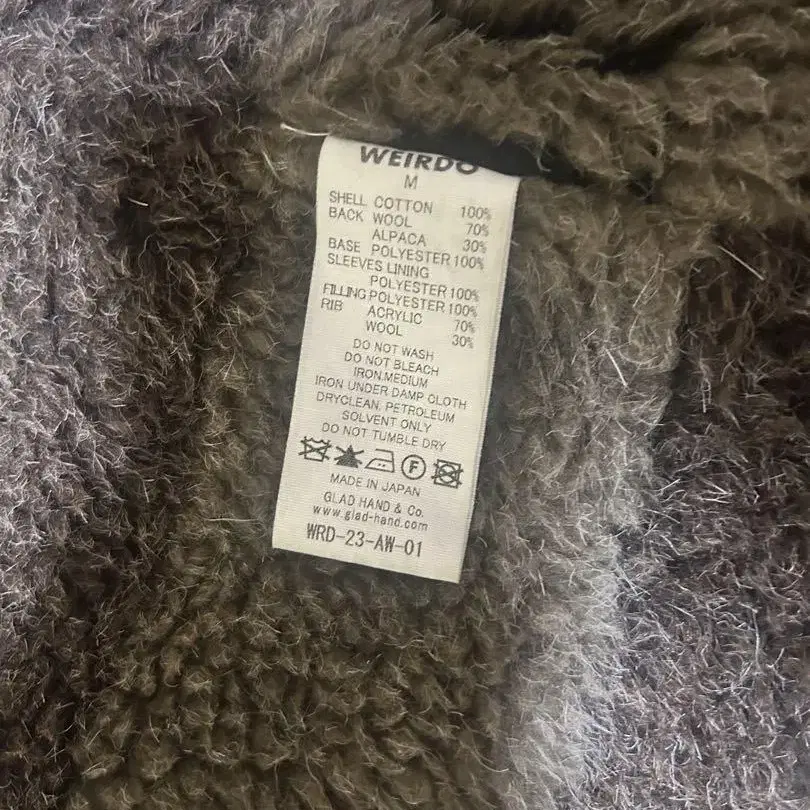 WEIRDO
M
SHELL COTTON 100%
BACK WOOL 70%
ALPACA 30%
BASE POLYESTER 100%
SLEEVES LINING
POLYESTER 100%
FILLING POLYESTER 100%
RIB ACRYLIC 70%
WOOL 30%
DO NOT WASH
DO NOT BLEACH
IRON.MEDIUM
IRON UNDER DAMP CLOTH
DRYCLEAN. PETROLEUM
SOLVENT ONLY
DO NOT TUMBLE DRY
F
MADE IN JAPAN
GLAD HAND & Co.
www.glad-hand.com
WRD-23-AW-01